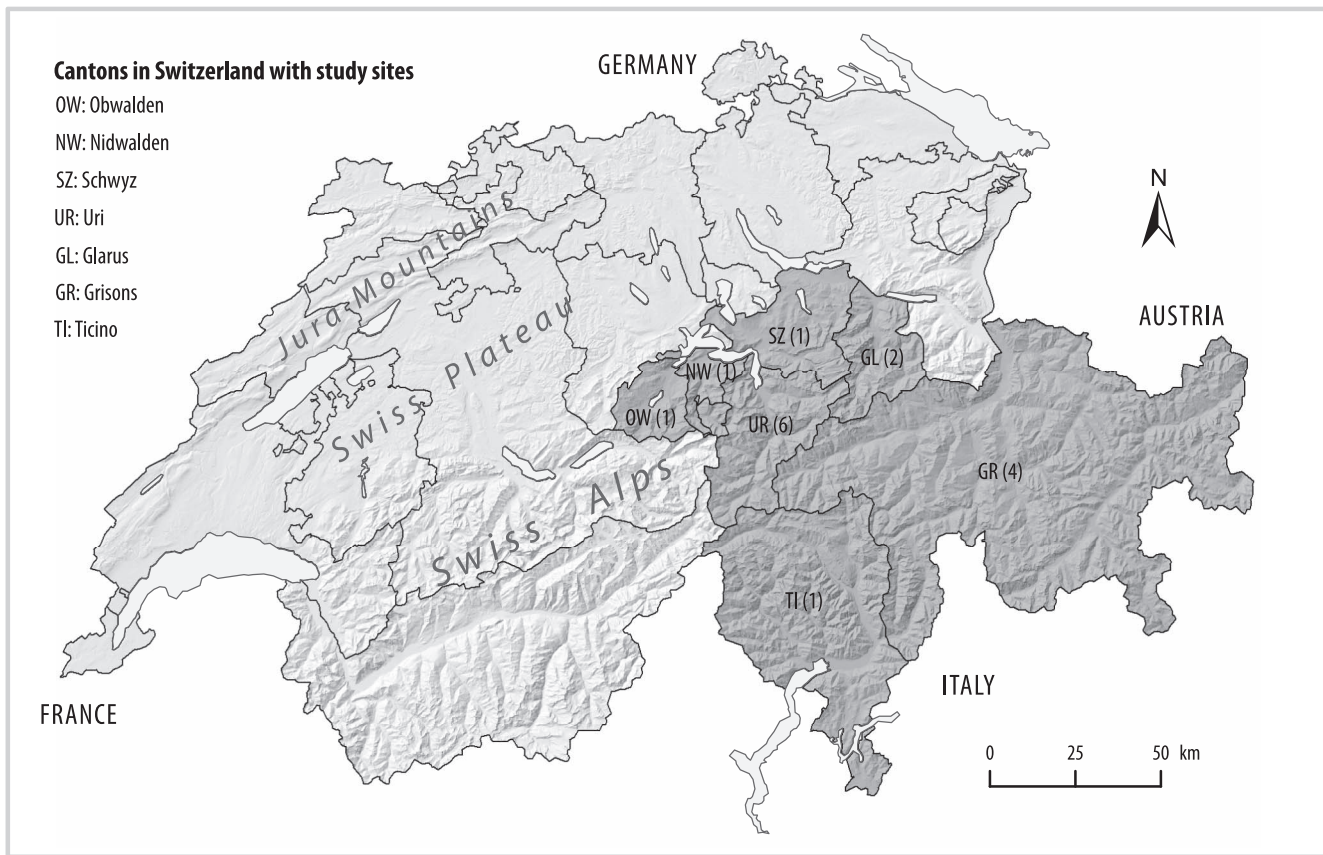 Cantons in Switzerland with study sites
OW: Obwalden
NW: Nidwalden
SZ: Schwyz
UR: Uri
GL: Glarus
GR: Grisons
TI: Ticino
GERMANY
N
AUSTRIA
Jura Mountains
Swiss Plateau
Swiss Alps
SZ (1)
GL (2)
NW (1)
OW (1)
UR (6)
GR (4)
TI (1)
ITALY
FRANCE
0 25 50 km